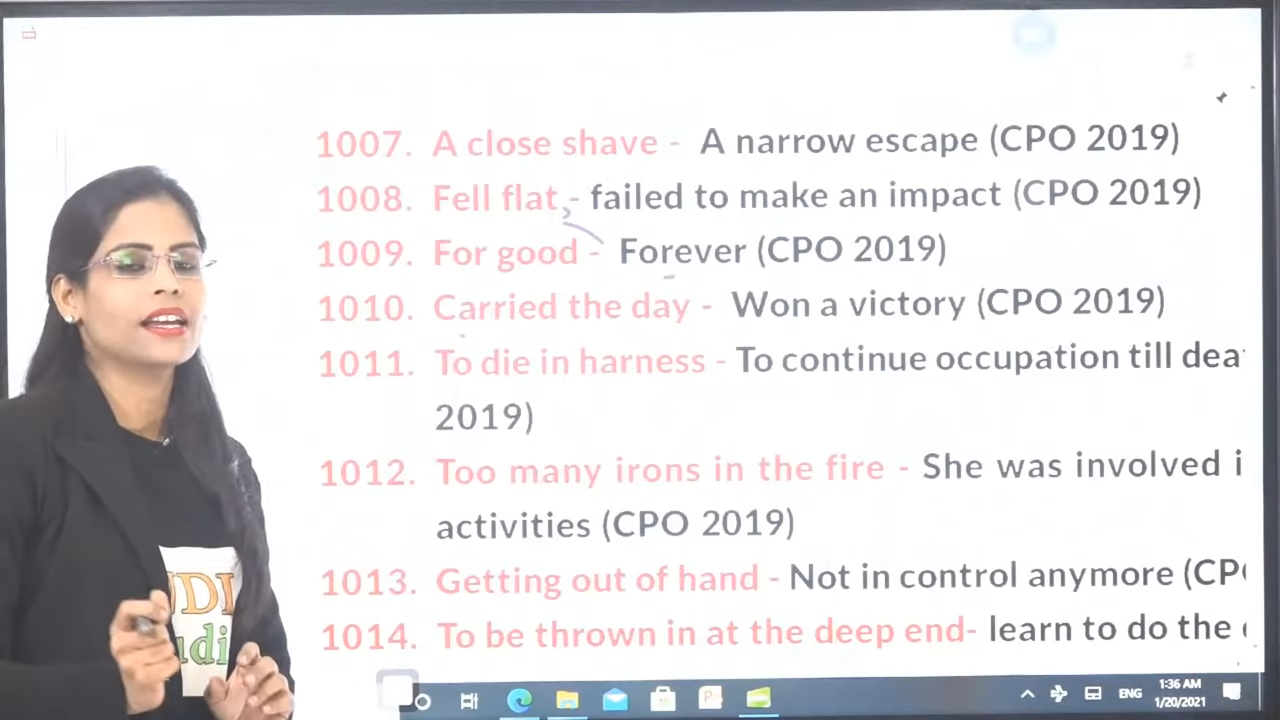 1007. A close shave - A narrow escape (CPO 2019)
1008. Fell flat - failed to make an impact (CPO 2019)
1009. For good - Forever (CPO 2019)
1010. Carried the day - Won a victory (CPO 2019)
1011. To die in harness - To continue occupation till dea
2019)
1012. Too many irons in the fire - She was involved i
activities (CPO 2019)
1013. Getting out of hand - Not in control anymore (CP
1014. To be thrown in at the deep end- learn to do the
ENG
1:36 AM
1/20/2021